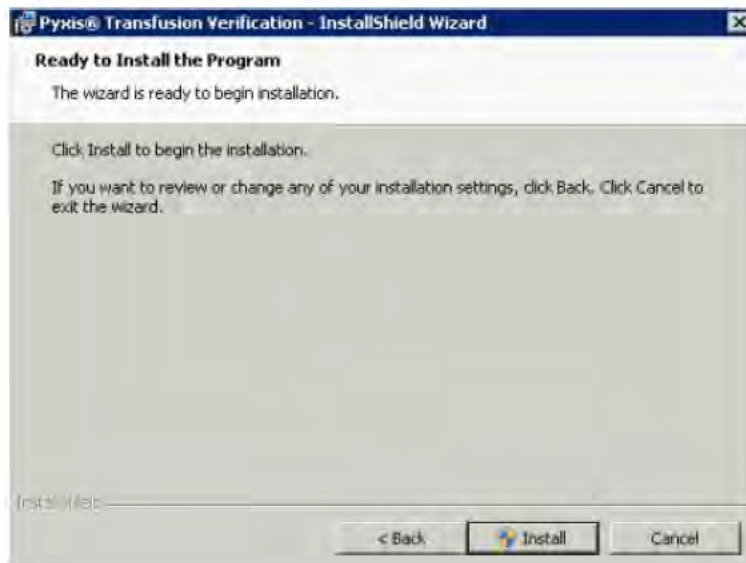 Pyxis® Transfusion Verification - InstallShield Wizard
Ready to Install the Program
The wizard is ready to begin installation.
Click Install to begin the installation.
If you want to review or change any of your installation settings, click Back. Click Cancel to
exit the wizard.
InstallShield
< Back
Install
Cancel